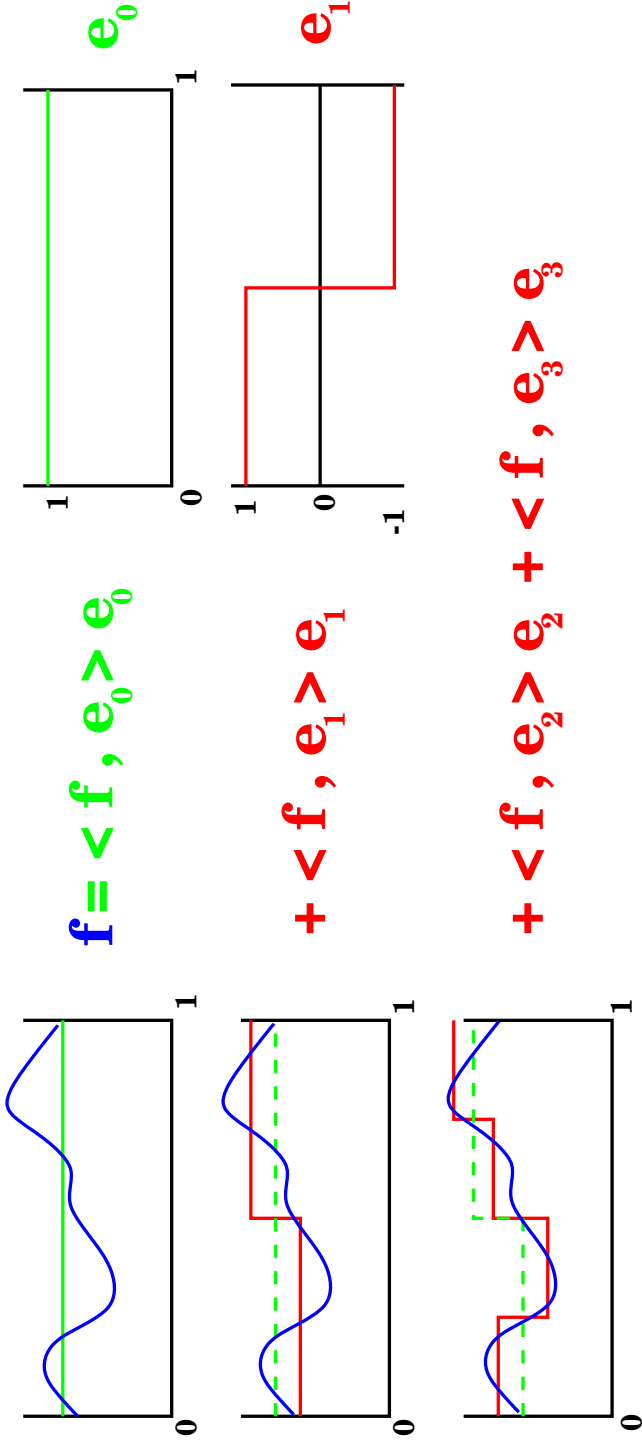 f = < f , e0 > e0
1
e0
0 1
0 1
+ < f , e1 > e1
1
0
-1
e1
0 1
+ < f , e2 > e2 + < f , e3 > e3
0 1